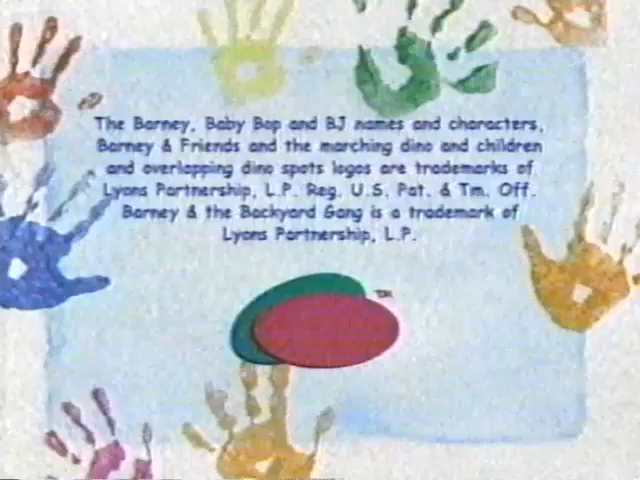 The Barney, Baby Bop and BJ names and characters,
Barney & Friends and the marching dino and children
and overlapping dino spots logos are trademarks of
Lyons Partnership, L.P. Reg. U.S. Pat. & Tm. Off.
Barney & the Backyard Gang is a trademark of
Lyons Partnership, L.P.
TM